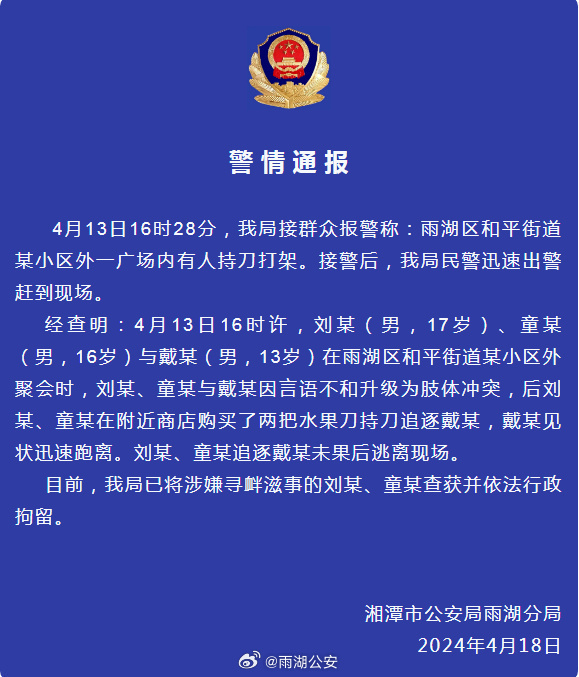 警情通报
4月13日16时28分，我局接群众报警称：雨湖区和平街道
某小区外一广场内有人持刀打架。接警后，我局民警迅速出警
赶到现场。
经查明：4月13日16时许，刘某（男，17岁）、童某
（男，16岁）与戴某（男，13岁）在雨湖区和平街道某小区外
聚会时，刘某、童某与戴某因言语不和升级为肢体冲突，后刘
某、童某在附近商店购买了两把水果刀持刀追逐戴某，戴某见
状迅速跑离。刘某、童某追逐戴某未果后逃离现场。
目前，我局已将涉嫌寻衅滋事的刘某、童某查获并依法行政
拘留。
湘潭市公安局雨湖分局
2024年4月18日
@雨湖公安